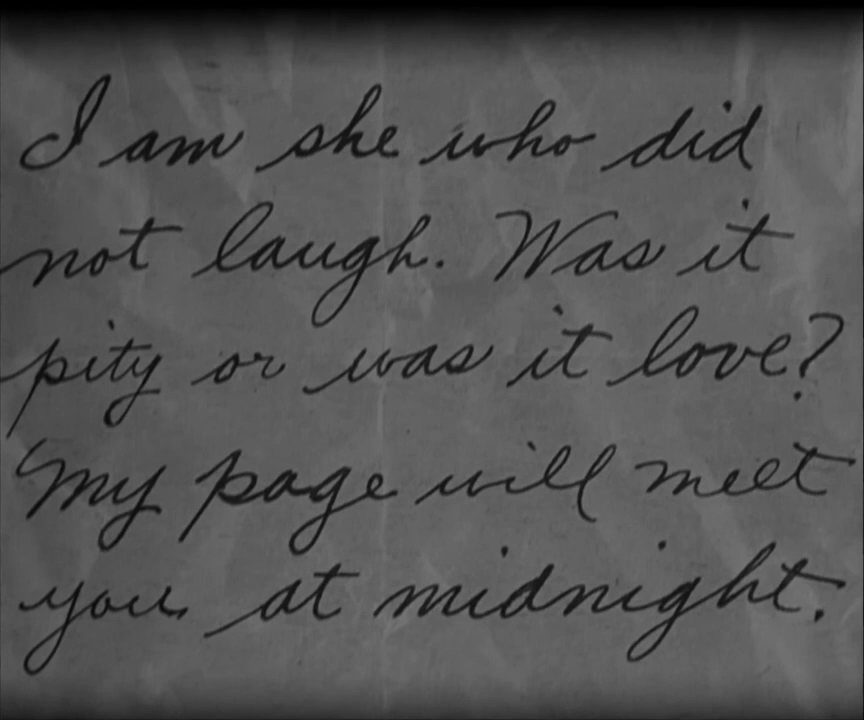 I am she who did
not laugh. Was it
pity or was it love?
My page will meet
you at midnight.